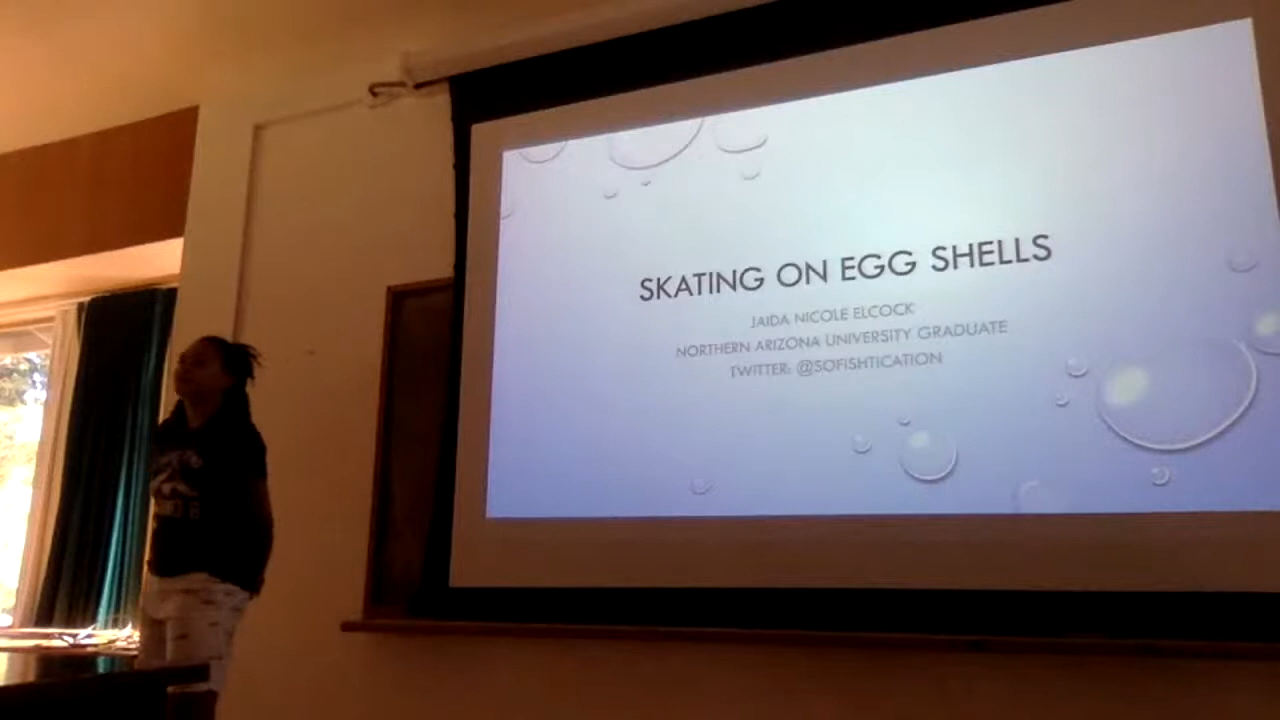 SKATING ON EGG SHELLS
JAIDA NICOLE ELCOCK
NORTHERN ARIZONA UNIVERSITY GRADUATE
TWITTER: @SOFISHTICATION